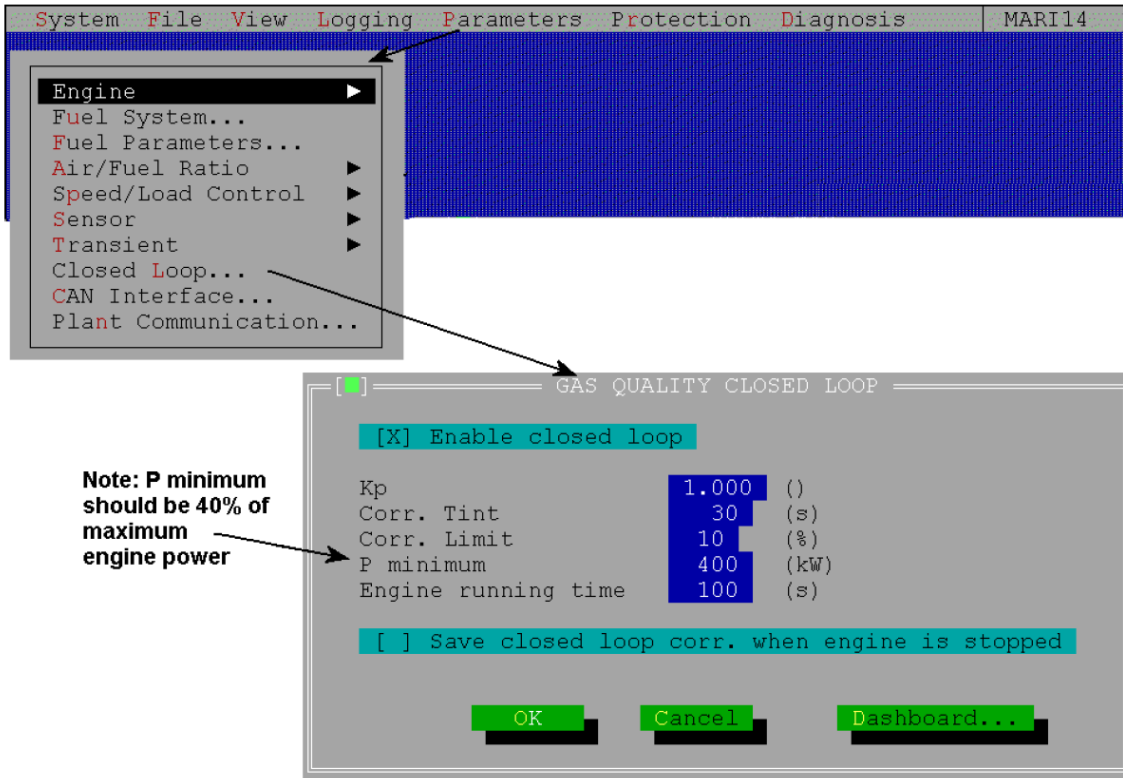 System File View Logging Parameters Protection Diagnosis MARI14
Engine
Fuel System...
Fuel Parameters...
Air/Fuel Ratio
Speed/Load Control
Sensor
Transient
Closed Loop...
CAN Interface...
Plant Communication...
GAS QUALITY CLOSED LOOP
[X] Enable closed loop
Note: P minimum
should be 40% of
maximum
engine power
Kp 1.000 ()
Corr. Tint 30 (s)
Corr. Limit 10 (%)
P minimum 400 (kW)
Engine running time 100 (s)
[ ] Save closed loop corr. when engine is stopped
OK Cancel Dashboard...